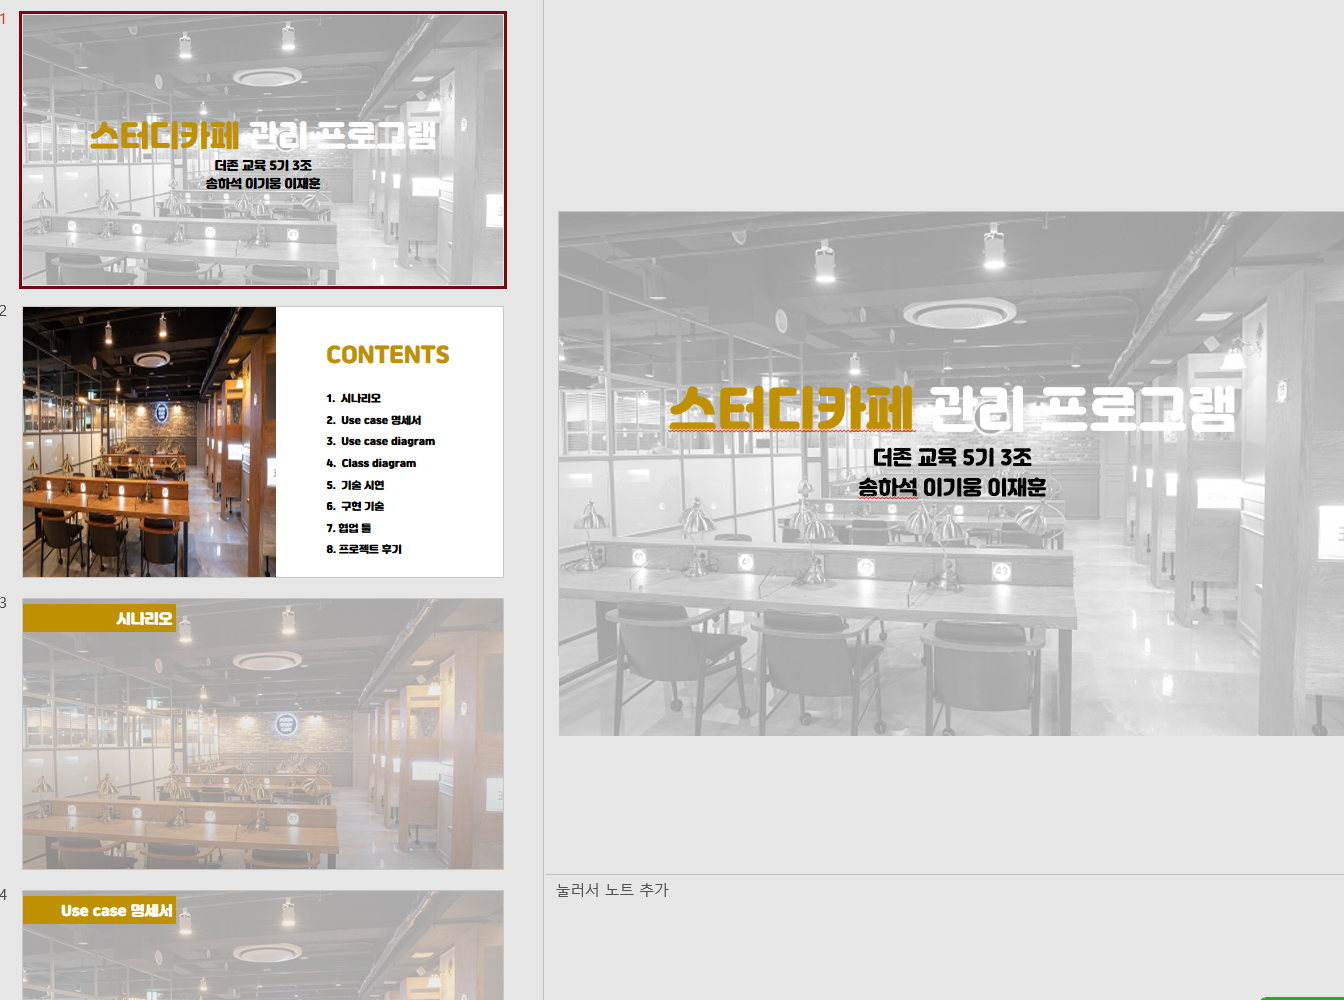 1
스터디카페 관리 프로그램
더존 교육 5기 3조
송하석 이기웅 이재훈
2
CONTENTS
1. 시나리오
2. Use case 명세서
3. Use case diagram
4. Class diagram
5. 기술 시연
6. 구현 기술
7. 협업 툴
8. 프로젝트 후기
3
시나리오
4
Use case 명세서
스터디카페 관리 프로그램
더존 교육 5기 3조
송하석 이기웅 이재훈
41
43
눌러서 노트 추가